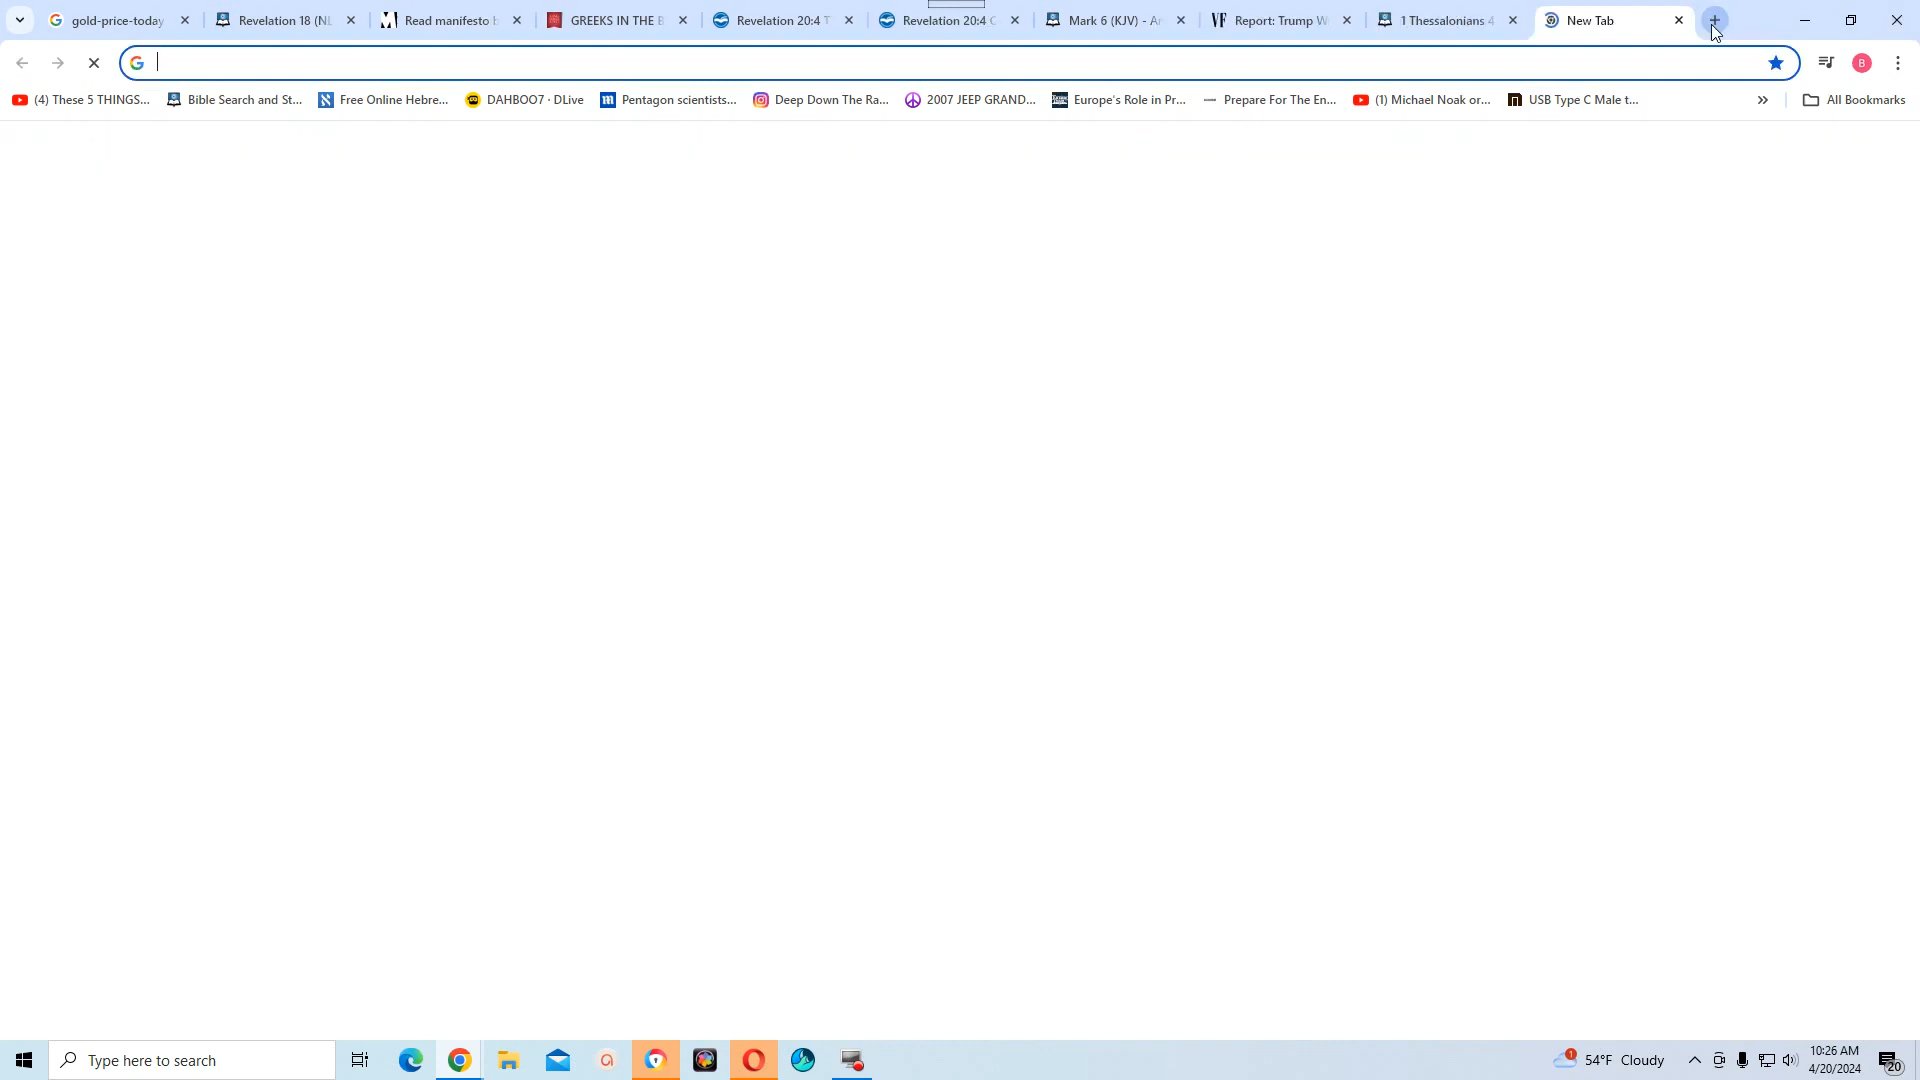 gold-price-today Revelation 18 (NL Read manifesto b GREEKS IN THE B Revelation 20:4 T Revelation 20:4 C Mark 6 (KJV) - Ar Report: Trump W 1 Thessalonians 4 New Tab
B
(4) These 5 THINGS... Bible Search and St... Free Online Hebre... DAHBOO7 · DLive Pentagon scientists... Deep Down The Ra... 2007 JEEP GRAND... Europe's Role in Pr... Prepare For The En... (1) Michael Noak or... USB Type C Male t... » All Bookmarks
Type here to search 1 54°F Cloudy 10:26 AM
4/20/2024 20